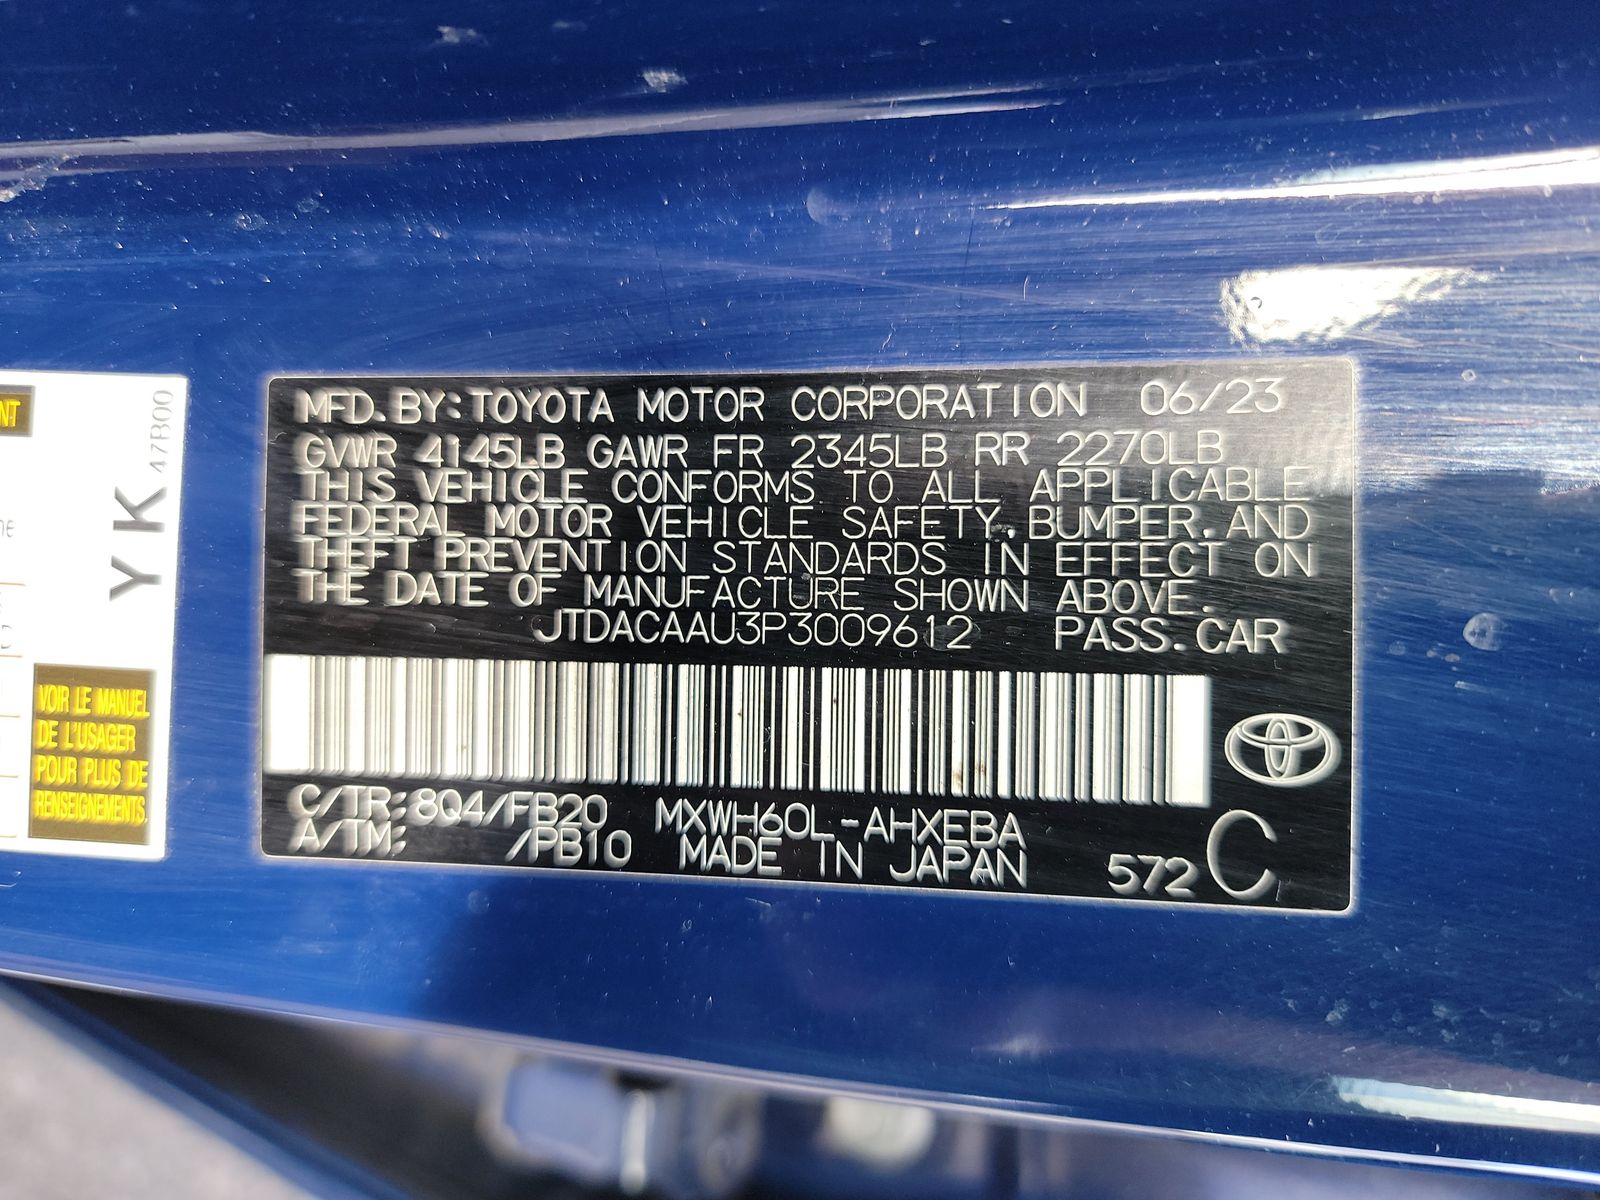 MFD.BY:TOYOTA MOTOR CORPORATION 06/23
GVWR 4145LB GAWR FR 2345LB RR 2270LB
THIS VEHICLE CONFORMS TO ALL APPLICABLE
FEDERAL MOTOR VEHICLE SAFETY,BUMPER,AND
THEFT PREVENTION STANDARDS IN EFFECT ON
THE DATE OF MANUFACTURE SHOWN ABOVE.
JTDACAAU3P3009612 PASS.CAR
C/TR:8Q4/FB20 MXWH60L-AHXEBA
A/TM: /PB10 MADE IN JAPAN 572 C
YK 47B00
VOIR LE MANUEL
DE L'USAGER
POUR PLUS DE
RENSEIGNEMENTS.